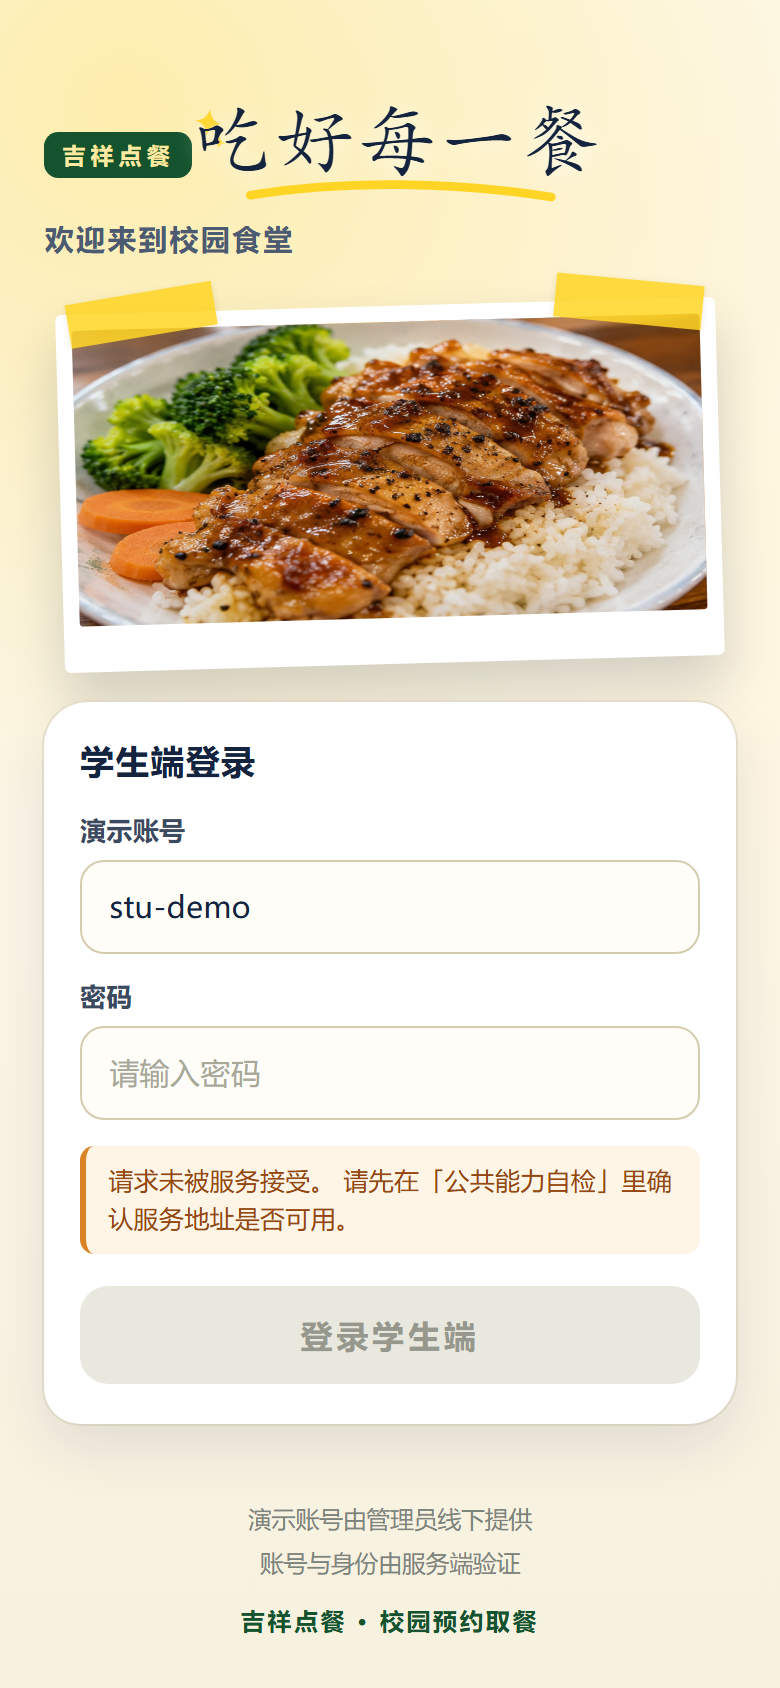 吉祥点餐
吃好每一餐
欢迎来到校园食堂
学生端登录
演示账号
stu-demo
密码
请输入密码
请求未被服务接受。 请先在「公共能力自检」里确
认服务地址是否可用。
登录学生端
演示账号由管理员线下提供
账号与身份由服务端验证
吉祥点餐 · 校园预约取餐